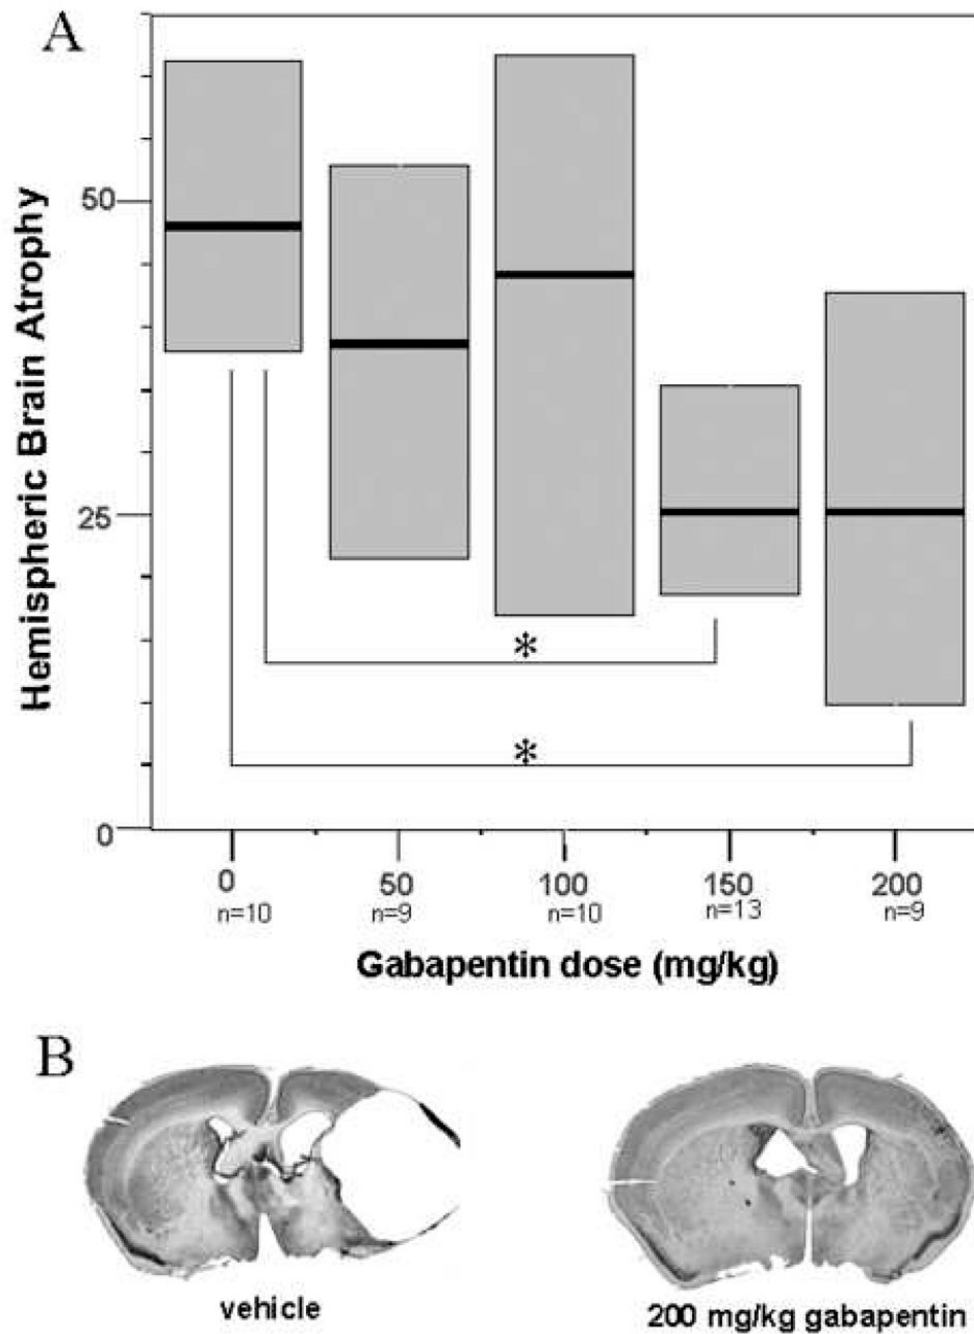 A
Hemispheric Brain Atrophy
50
25
0
*
*
0 50 100 150 200
n=10 n=9 n=10 n=13 n=9
Gabapentin dose (mg/kg)
B
vehicle 200 mg/kg gabapentin